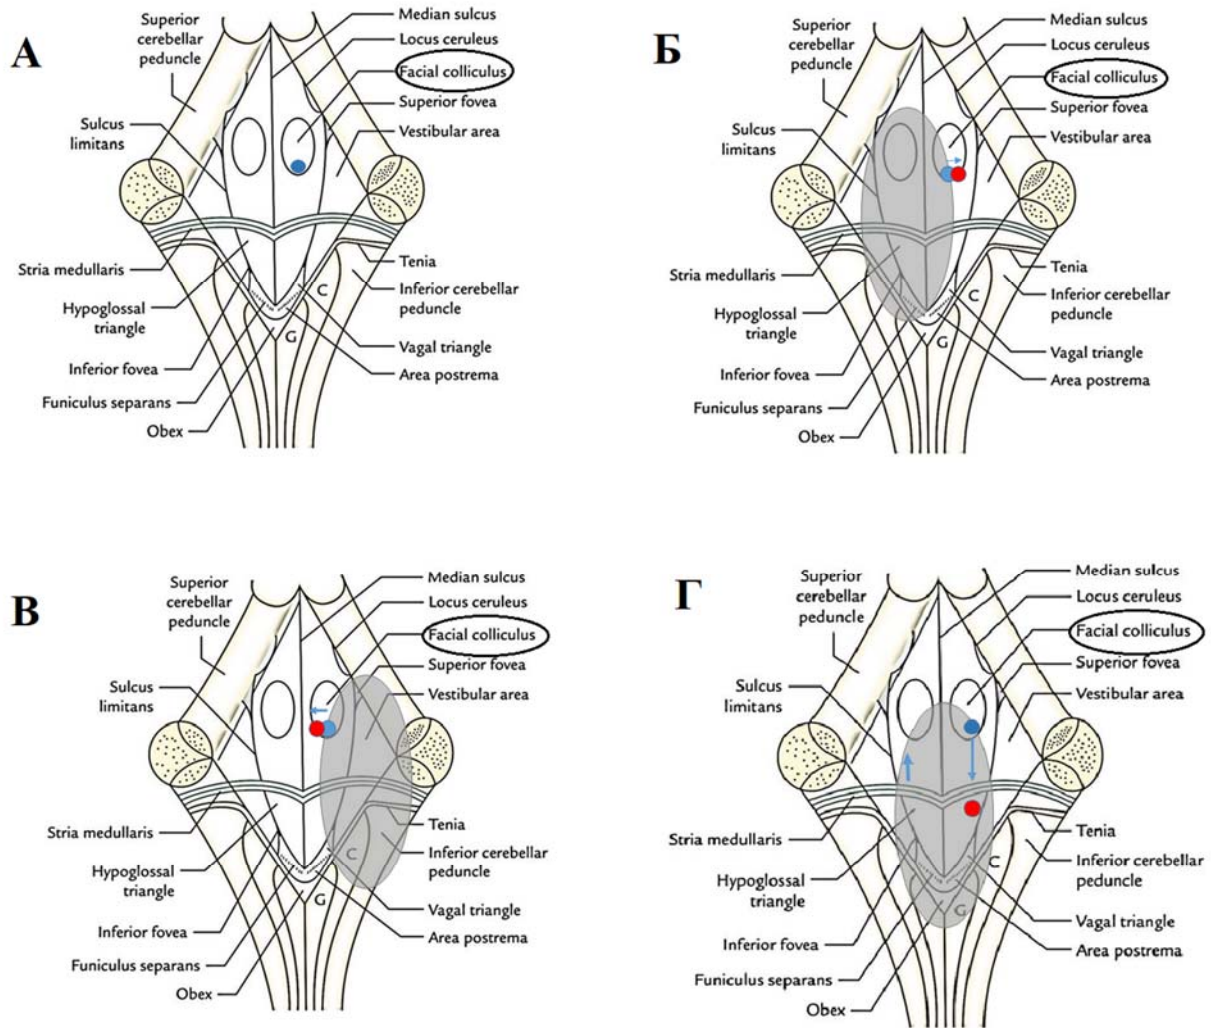 А
Superior
cerebellar
peduncle
Median sulcus
Locus ceruleus
Facial colliculus
Superior fovea
Vestibular area
Sulcus
limitans
Stria medullaris
Tenia
Inferior cerebellar
peduncle
Hypoglossal
triangle
C
G
Vagal triangle
Inferior fovea
Area postrema
Funiculus separans
Obex
Б
Superior
cerebellar
peduncle
Median sulcus
Locus ceruleus
Facial colliculus
Superior fovea
Vestibular area
Sulcus
limitans
Stria medullaris
Tenia
Inferior cerebellar
peduncle
Hypoglossal
triangle
C
G
Vagal triangle
Inferior fovea
Area postrema
Funiculus separans
Obex
В
Superior
cerebellar
peduncle
Median sulcus
Locus ceruleus
Facial colliculus
Superior fovea
Vestibular area
Sulcus
limitans
Stria medullaris
Tenia
Inferior cerebellar
peduncle
Hypoglossal
triangle
C
G
Vagal triangle
Inferior fovea
Area postrema
Funiculus separans
Obex
Г
Superior
cerebellar
peduncle
Median sulcus
Locus ceruleus
Facial colliculus
Superior fovea
Vestibular area
Sulcus
limitans
Stria medullaris
Tenia
Inferior cerebellar
peduncle
Hypoglossal
triangle
C
G
Vagal triangle
Inferior fovea
Area postrema
Funiculus separans
Obex